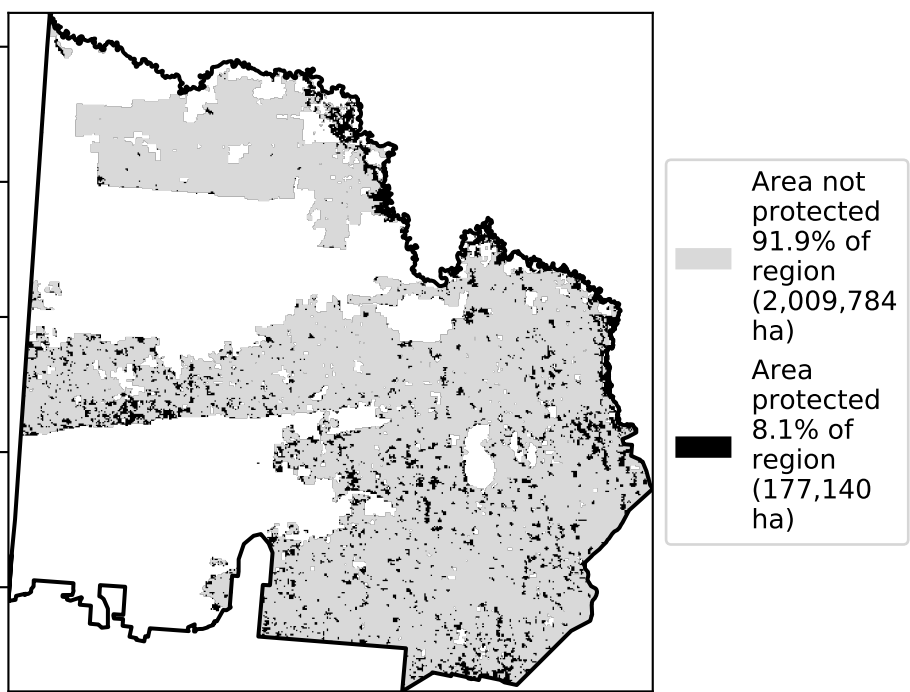 Area not
protected
91.9% of
region
(2,009,784
ha)
Area
protected
8.1% of
region
(177,140
ha)